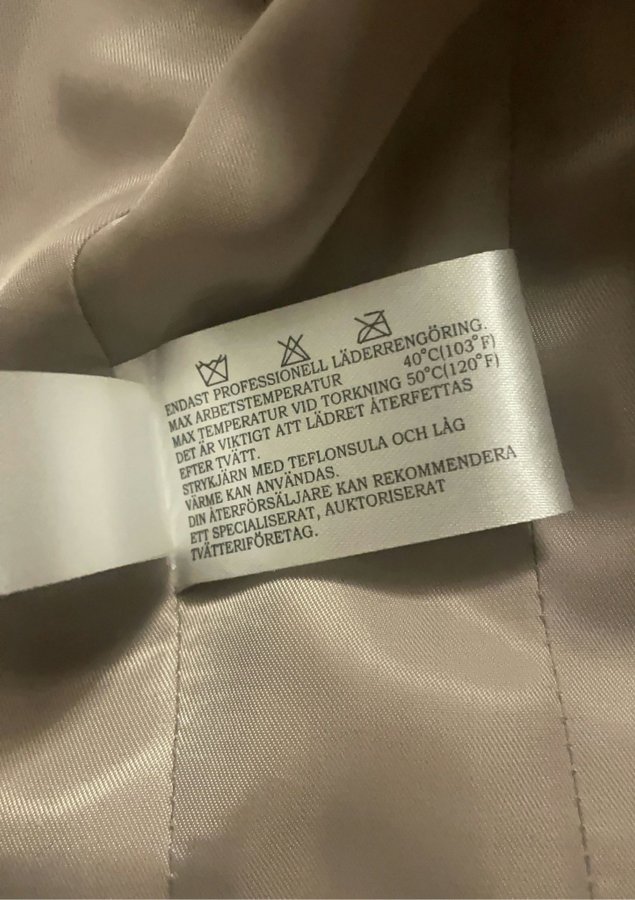 ENDAST PROFESSIONELL LÄDERRENGÖRING.
MAX ARBETSTEMPERATUR 40°C(103°F)
MAX TEMPERATUR VID TORKNING 50°C(120°F)
DET ÄR VIKTIGT ATT LÄDRET ÅTERFETTAS
EFTER TVÄTT.
STRYKJÄRN MED TEFLONSULA OCH LÅG
VÄRME KAN ANVÄNDAS.
DIN ÅTERFÖRSÄLJARE KAN REKOMMENDERA
ETT SPECIALISERAT, AUKTORISERAT
TVÄTTERIFÖRETAG.